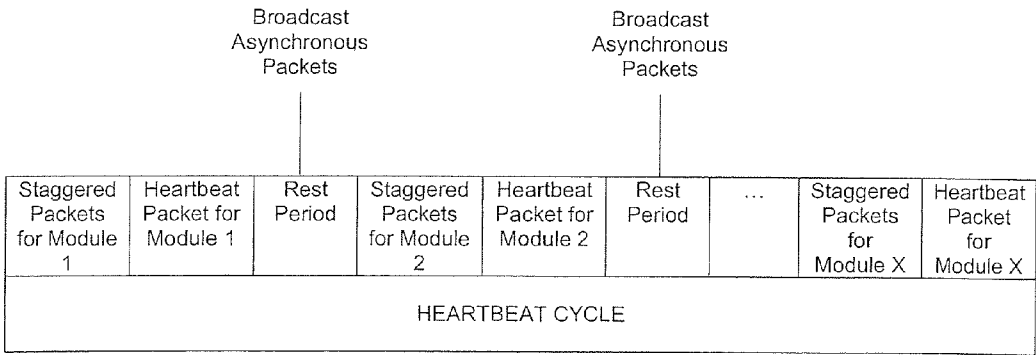 Broadcast
Asynchronous
Packets
Broadcast
Asynchronous
Packets
Staggered
Packets
for Module
1
Heartbeat
Packet for
Module 1
Rest
Period
Staggered
Packets
for Module
2
Heartbeat
Packet for
Module 2
Rest
Period
...
Staggered
Packets
for
Module X
Heartbeat
Packet
for
Module X
HEARTBEAT CYCLE